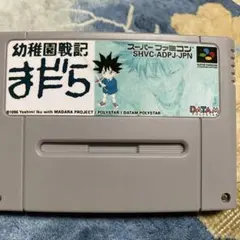 幼稚園戦記
まだら
スーパーファミコン
SHVC-ADPJ-JPN
©1996 Yoshimi Iku with MADARA PROJECT / POLYSTAR / DATAM POLYSTAR
DATAM
POLYSTAR